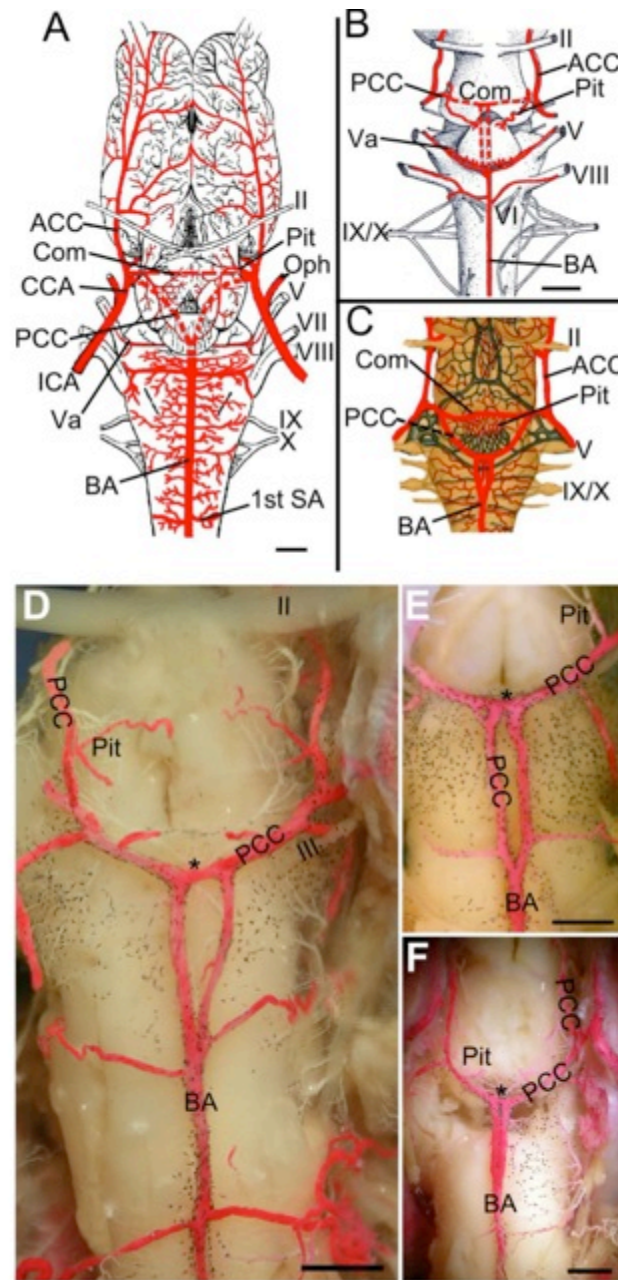 A
II
ACC
Com
Pit
CCA
Oph
V
PCC
VII
VIII
ICA
Va
IX
X
BA
1st SA
B
II
PCC
Com
ACC
Pit
Va
V
VIII
VI
IX/X
BA
C
II
Com
ACC
Pit
PCC
V
IX/X
BA
D
II
PCC
Pit
PCC
*
III
BA
E
Pit
PCC
*
PCC
BA
F
PCC
Pit
*
PCC
BA